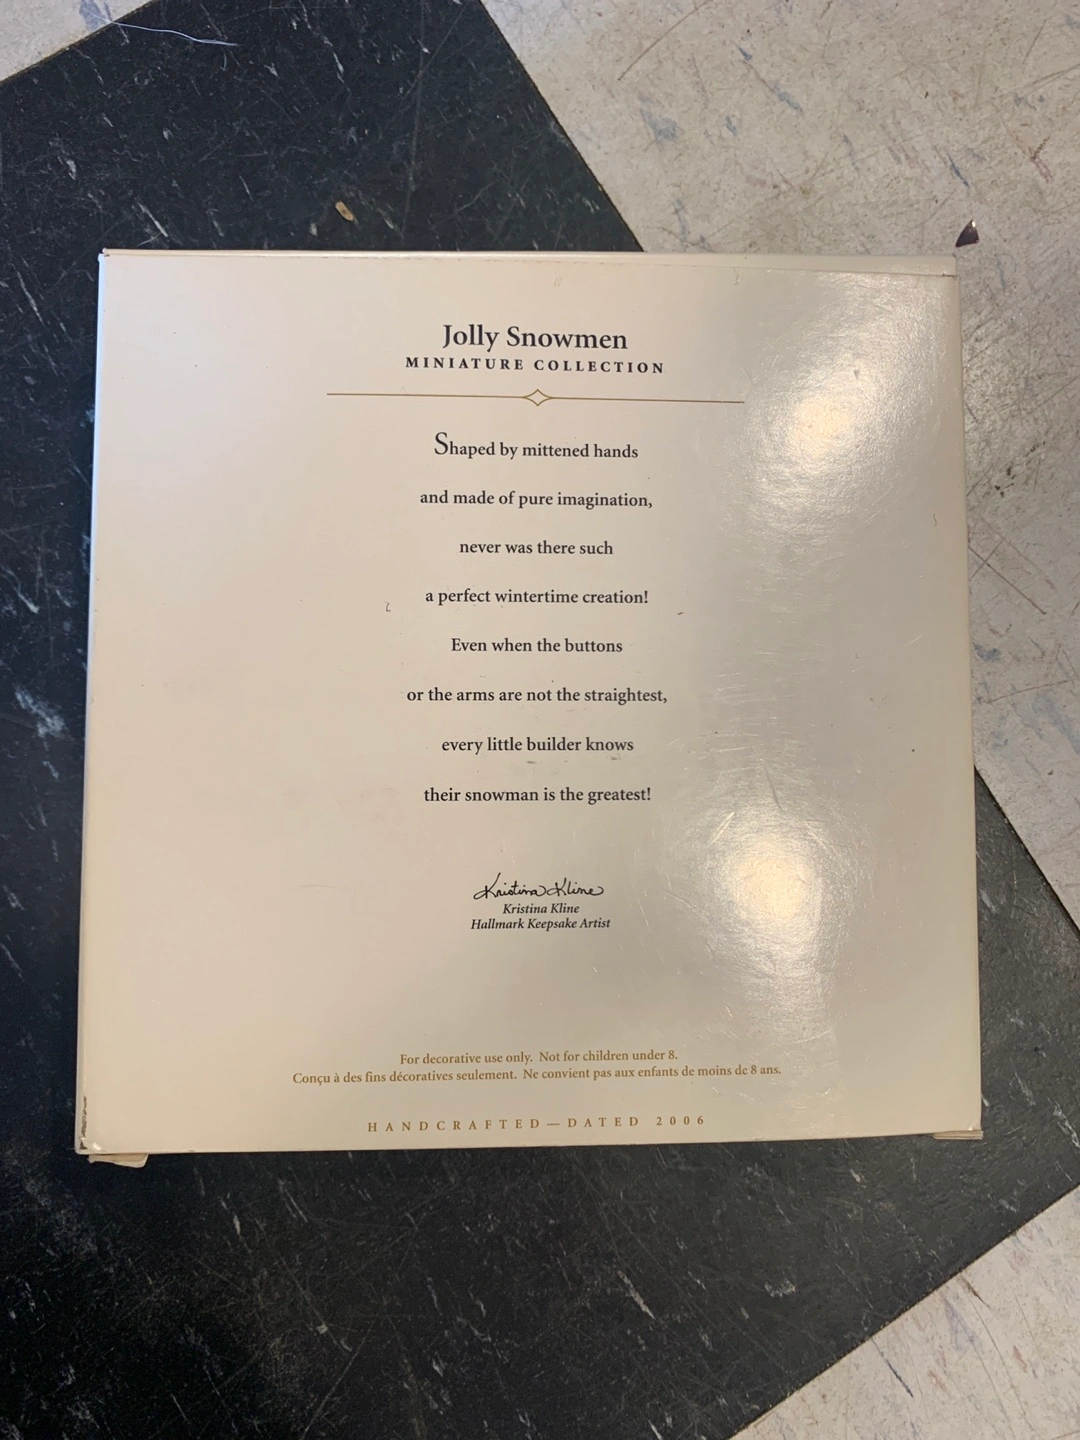 Jolly Snowmen
MINIATURE COLLECTION
Shaped by mittened hands
and made of pure imagination,
never was there such
a perfect wintertime creation!
Even when the buttons
or the arms are not the straightest,
every little builder knows
their snowman is the greatest!
Kristina Kline
Kristina Kline
Hallmark Keepsake Artist
For decorative use only. Not for children under 8.
Conçu à des fins décoratives seulement. Ne convient pas aux enfants de moins de 8 ans.
HANDCRAFTED—DATED 2006